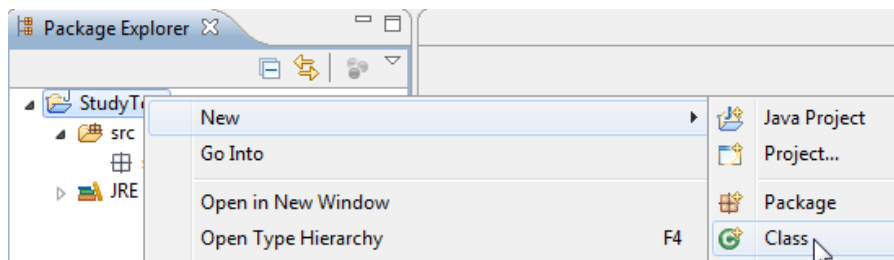 Package Explorer
StudyT
src
JRE
New
Go Into
Open in New Window
Open Type Hierarchy F4
Java Project
Project...
Package
Class